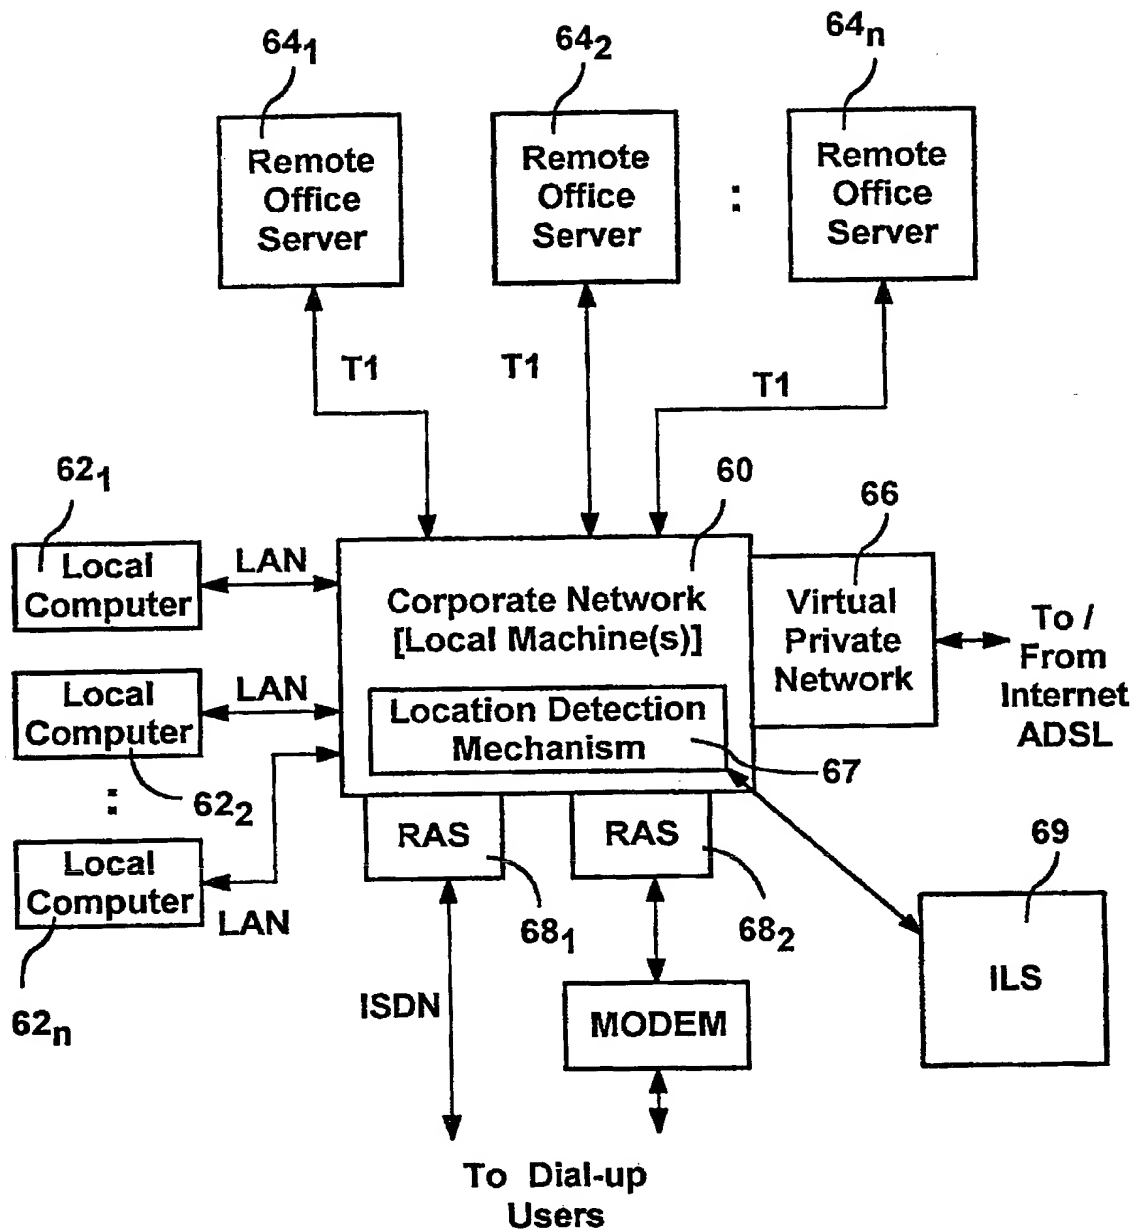 64₁
64₂
64ₙ
Remote
Office
Server
Remote
Office
Server
:
Remote
Office
Server
T1
T1
T1
62₁
60
66
Local
Computer
LAN
Corporate Network
[Local Machine(s)]
Virtual
Private
Network
To /
From
Internet
ADSL
Local
Computer
LAN
Location Detection
Mechanism
67
62₂
:
Local
Computer
LAN
62ₙ
RAS
RAS
68₁
68₂
69
ILS
ISDN
MODEM
To Dial-up
Users